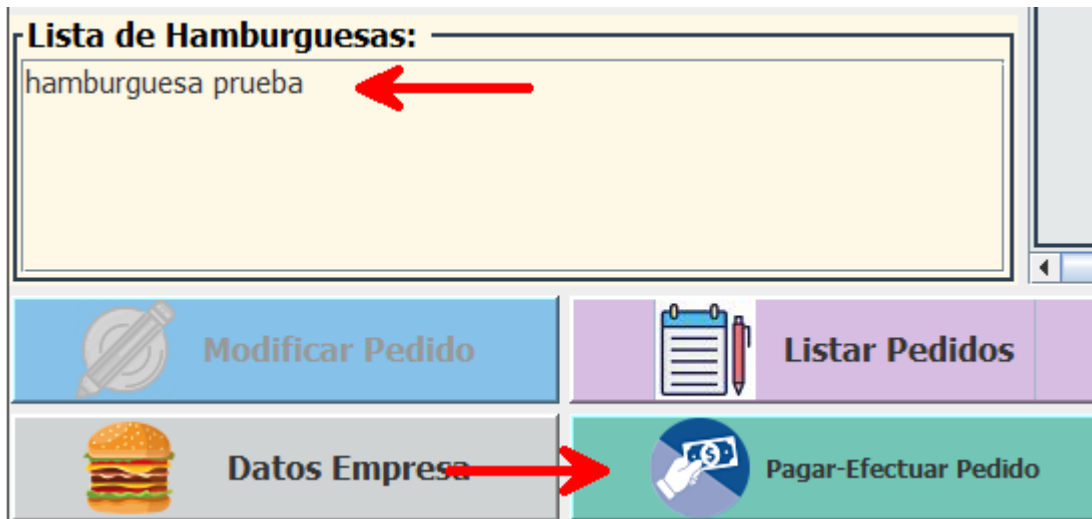 Lista de Hamburguesas:
hamburguesa prueba
Modificar Pedido
Listar Pedidos
Datos Empresa
Pagar-Efectuar Pedido